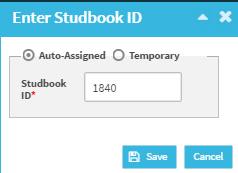 Enter Studbook ID
Auto-Assigned Temporary
Studbook
ID*
1840
Save Cancel